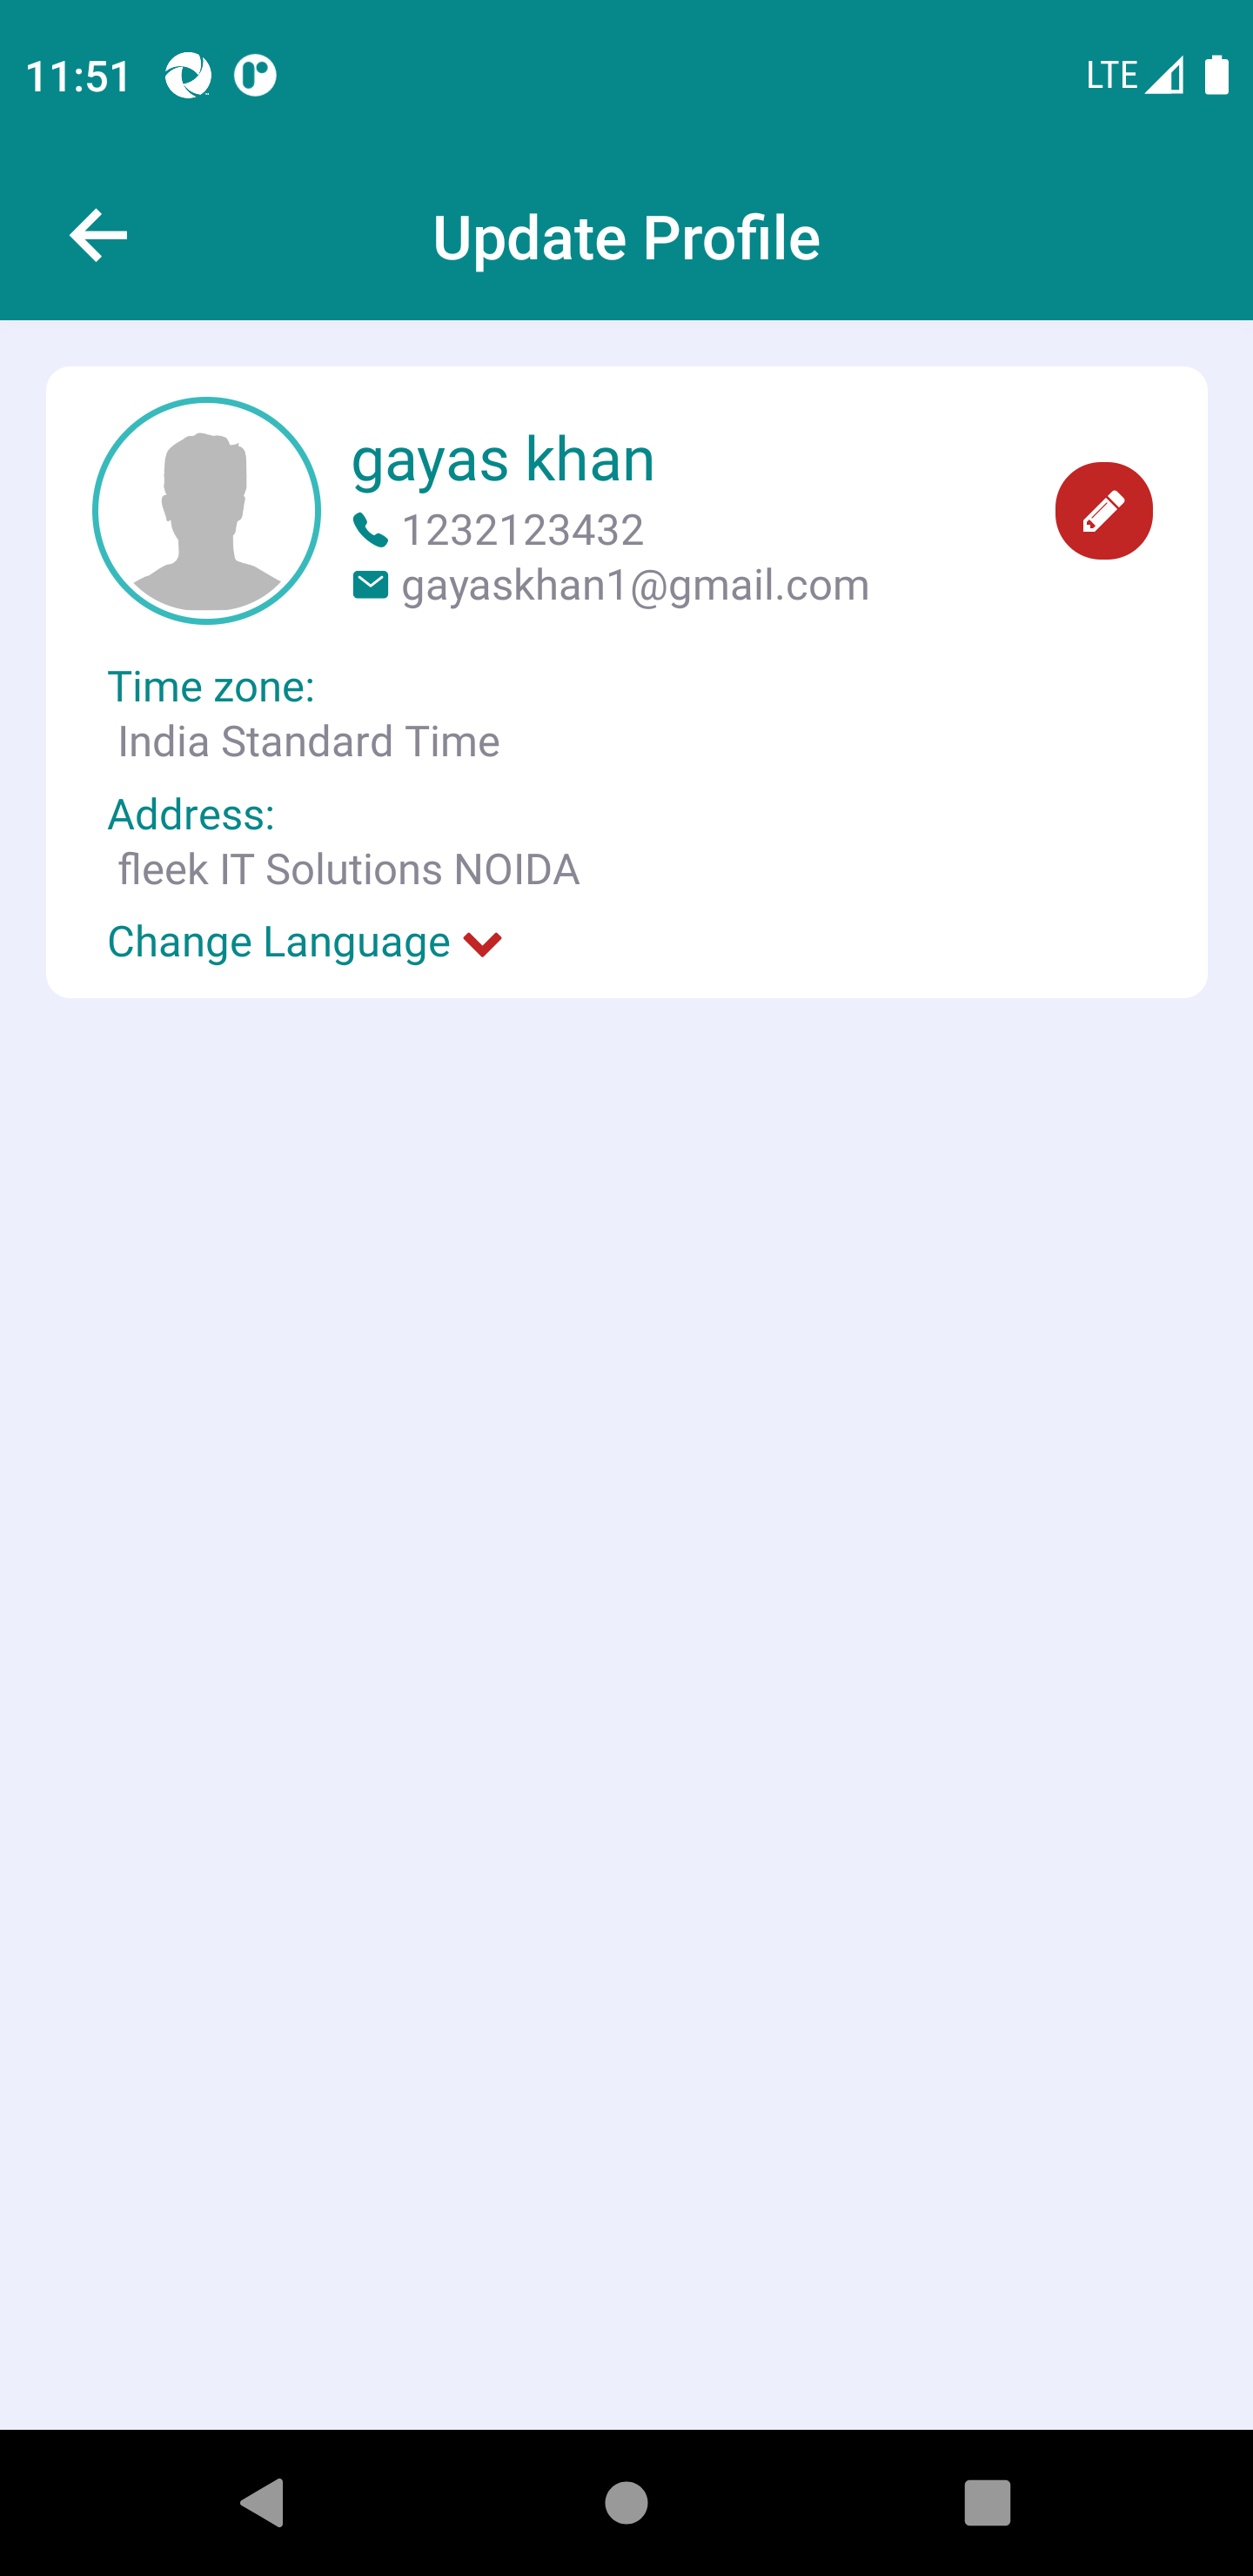 11:51 LTE
Update Profile
gayas khan
1232123432
gayaskhan1@gmail.com
Time zone:
India Standard Time
Address:
fleek IT Solutions NOIDA
Change Language